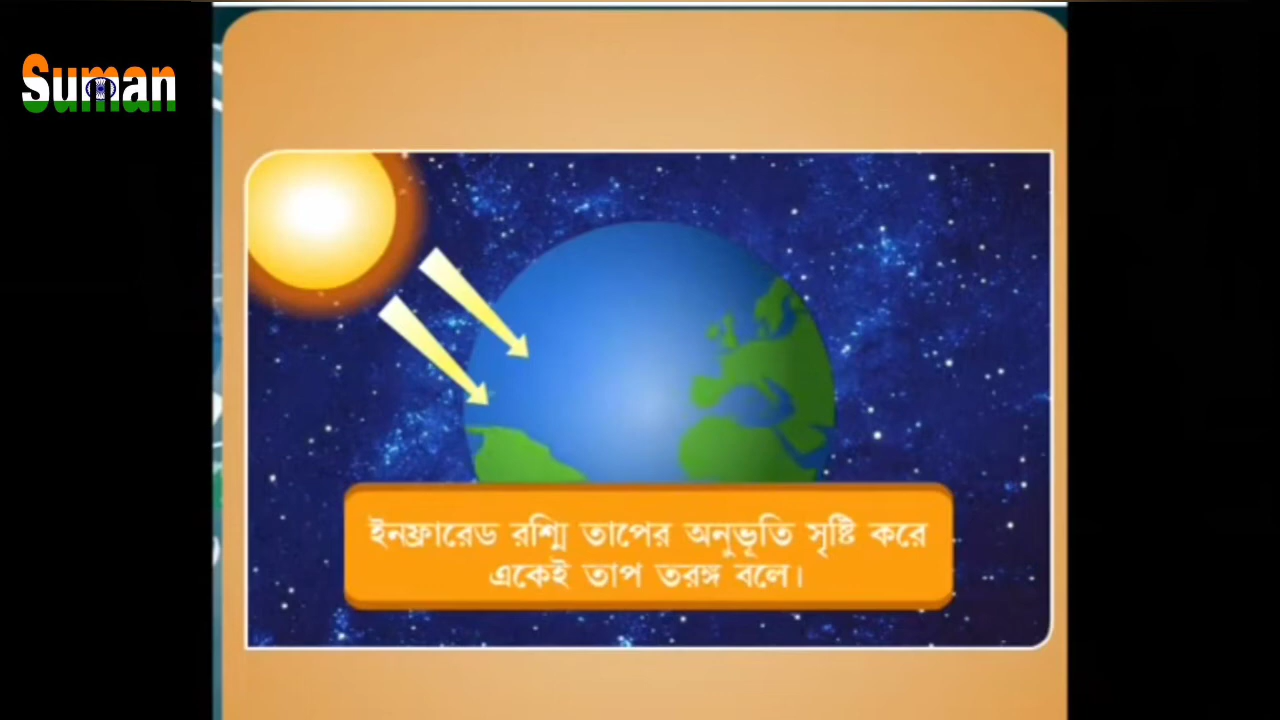 Suman
ইনফ্রারেড রশ্মি তাপের অনুভূতি সৃষ্টি করে
একেই তাপ তরঙ্গ বলে।